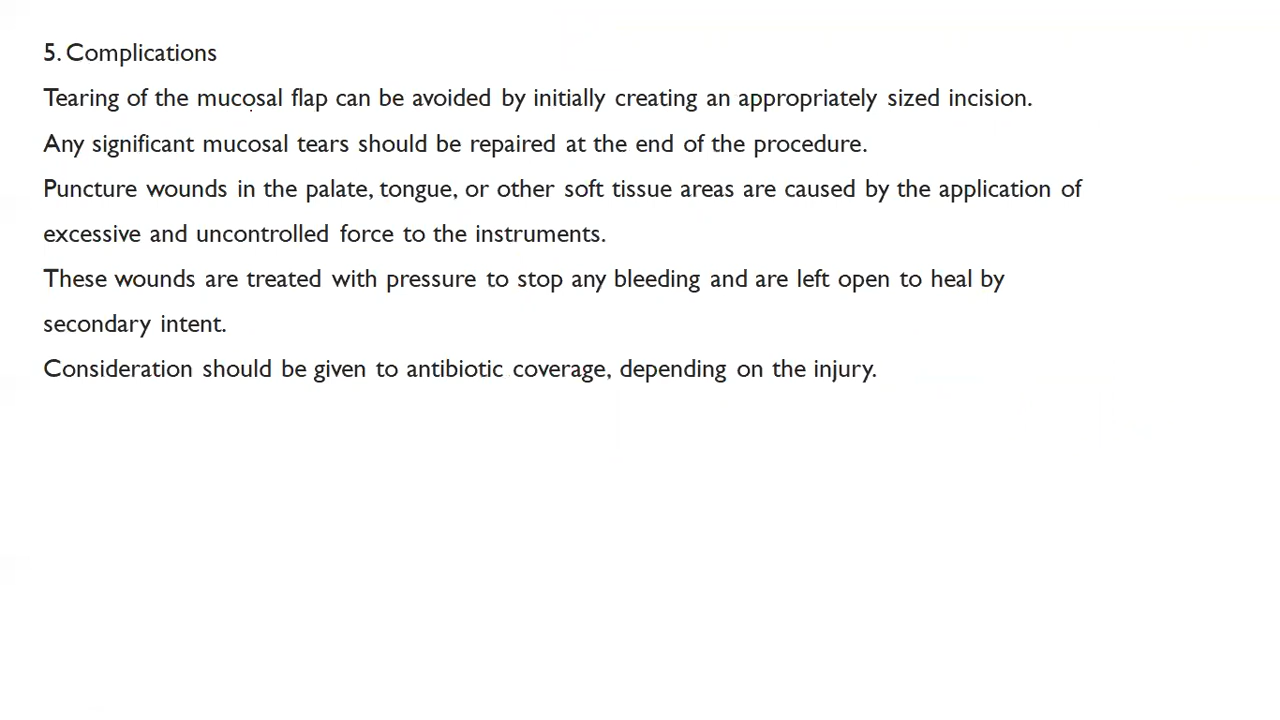 5. Complications
Tearing of the mucosal flap can be avoided by initially creating an appropriately sized incision.
Any significant mucosal tears should be repaired at the end of the procedure.
Puncture wounds in the palate, tongue, or other soft tissue areas are caused by the application of
excessive and uncontrolled force to the instruments.
These wounds are treated with pressure to stop any bleeding and are left open to heal by
secondary intent.
Consideration should be given to antibiotic coverage, depending on the injury.